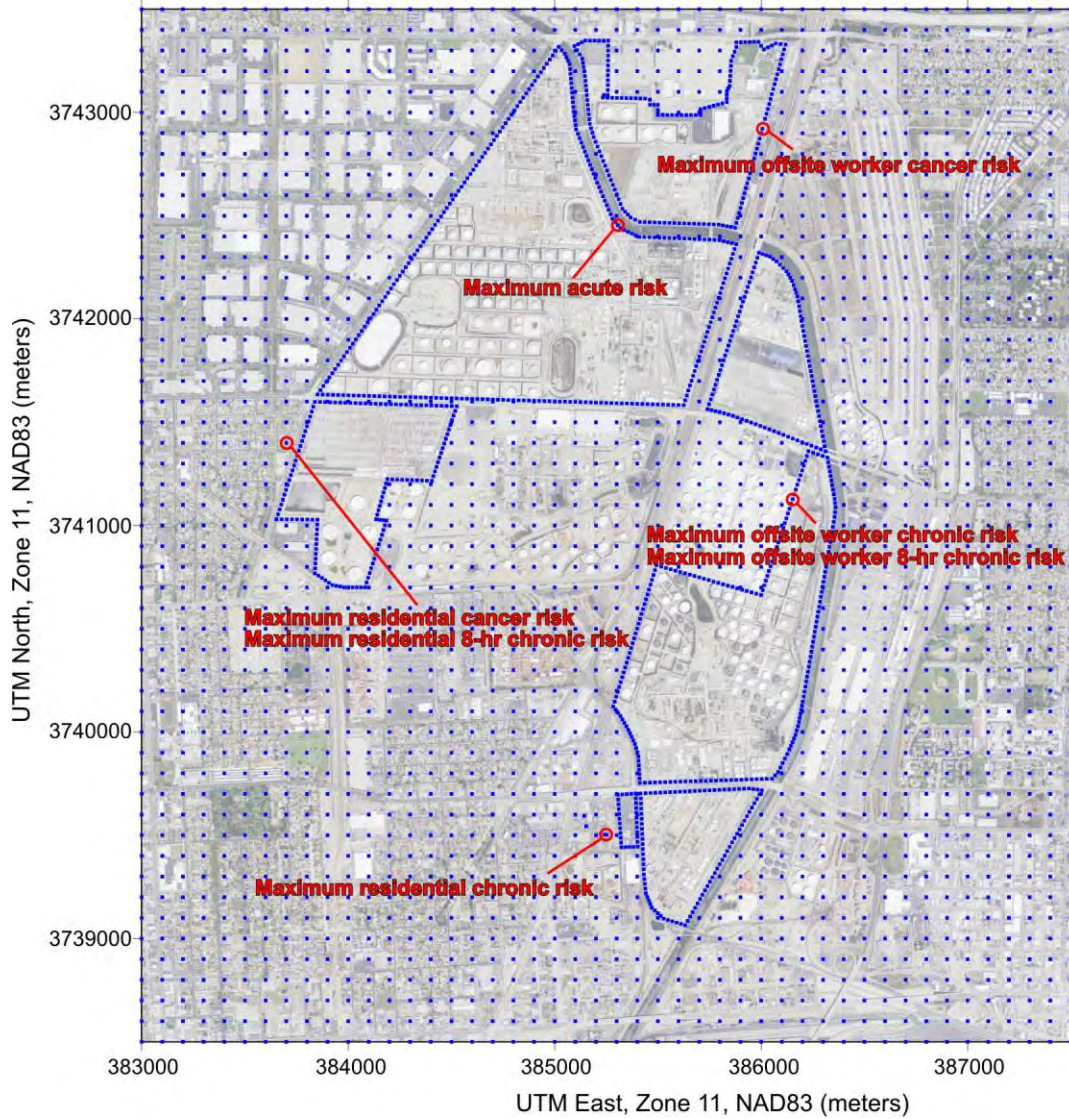 3743000
Maximum offsite worker cancer risk
Maximum acute risk
3742000
UTM North, Zone 11, NAD83 (meters)
3741000
Maximum offsite worker chronic risk
Maximum offsite worker 8-hr chronic risk
Maximum residential cancer risk
Maximum residential 8-hr chronic risk
3740000
Maximum residential chronic risk
3739000
383000 384000 385000 386000 387000
UTM East, Zone 11, NAD83 (meters)